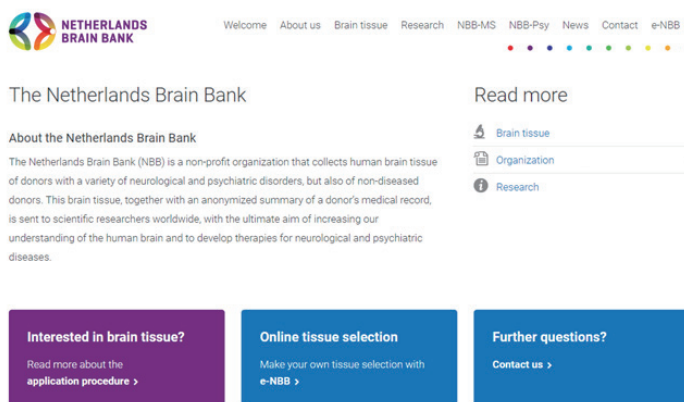 NETHERLANDS
BRAIN BANK
Welcome About us Brain tissue Research NBB-MS NBB-Psy News Contact e-NBB
The Netherlands Brain Bank
About the Netherlands Brain Bank
The Netherlands Brain Bank (NBB) is a non-profit organization that collects human brain tissue
of donors with a variety of neurological and psychiatric disorders, but also of non-diseased
donors. This brain tissue, together with an anonymized summary of a donor's medical record,
is sent to scientific researchers worldwide, with the ultimate aim of increasing our
understanding of the human brain and to develop therapies for neurological and psychiatric
diseases.
Read more
Brain tissue
Organization
Research
Interested in brain tissue?
Read more about the
application procedure >
Online tissue selection
Make your own tissue selection with
e-NBB >
Further questions?
Contact us >